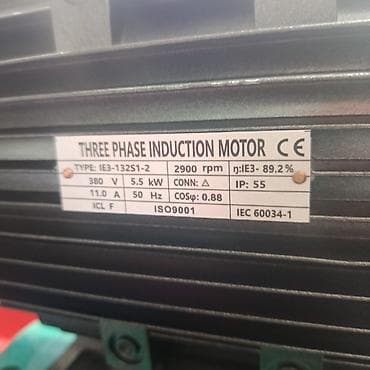 THREE PHASE INDUCTION MOTOR CE
TYPE: IE3-132S1-2 2900 rpm η:IE3- 89,2%
380 V 5.5 kW CONN: △ IP: 55
11.0 A 50 Hz COSφ: 0.88
ICL F ISO9001 IEC 60034-1